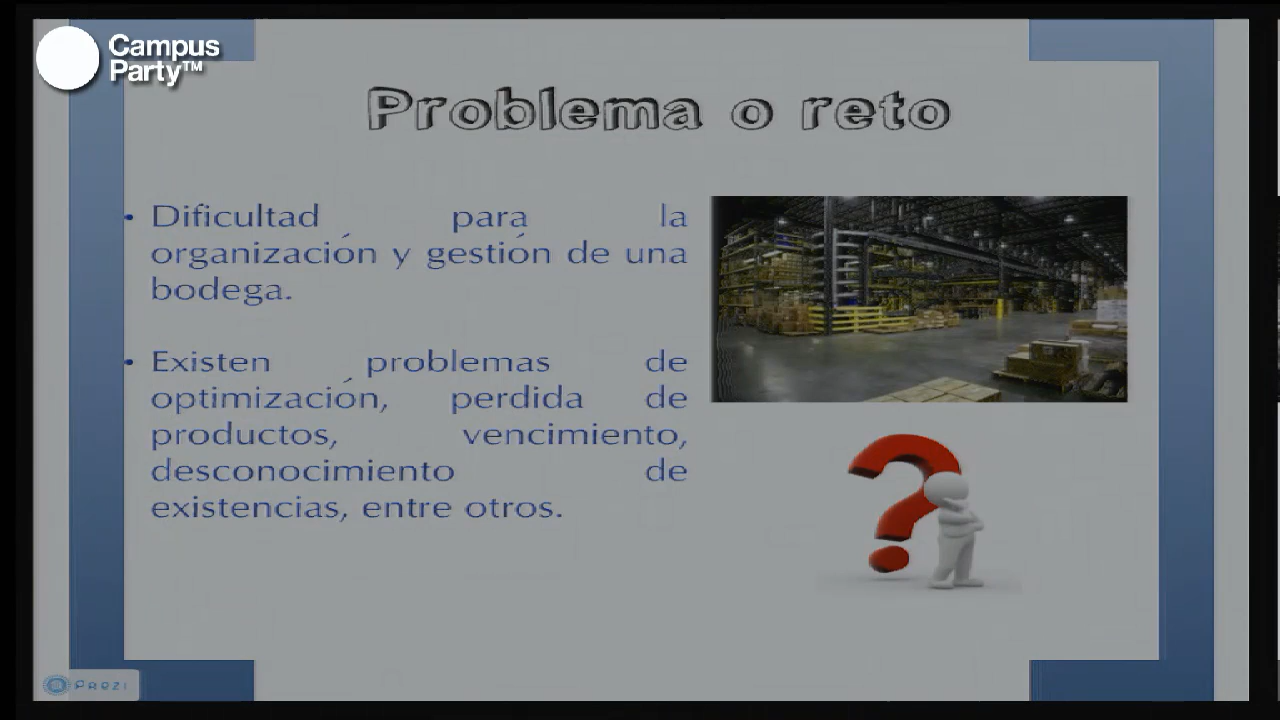 Campus
Party™
Problema o reto
• Dificultad para la
organización y gestión de una
bodega.
• Existen problemas de
optimización, perdida de
productos, vencimiento,
desconocimiento de
existencias, entre otros.
Prezi